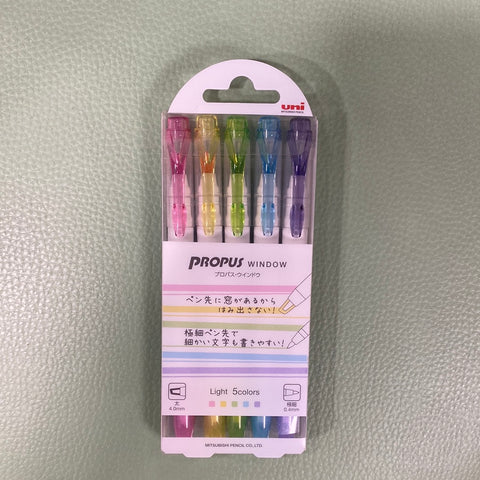 uni
MITSUBISHI PENCIL
PROPUS WINDOW
プロパス・ウインドウ
ペン先に窓があるから
はみ出さない!
極細ペン先で
細かい文字も書きやすい!
Light 5colors
太
4.0mm
極細
0.4mm
MITSUBISHI PENCIL CO., LTD.